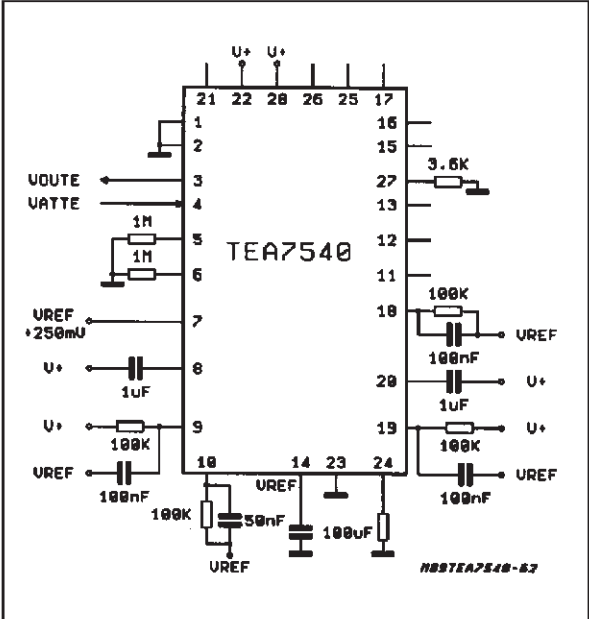 V+ V+
21 22 28 26 25 17
1
2
VOUTE 3
VATTE 4
1M
5
1M
6
VREF
+250mV
7
V+ 8
1uF
V+ 9
100K
VREF
100nF
TEA7540
16
15
3.6K
27
13
12
11
100K
18
VREF
100nF
20 V+
1uF
19 V+
100K
VREF
100nF
10 14 23 24
VREF
100K 50nF 100uF
VREF
M89TEA7540-62